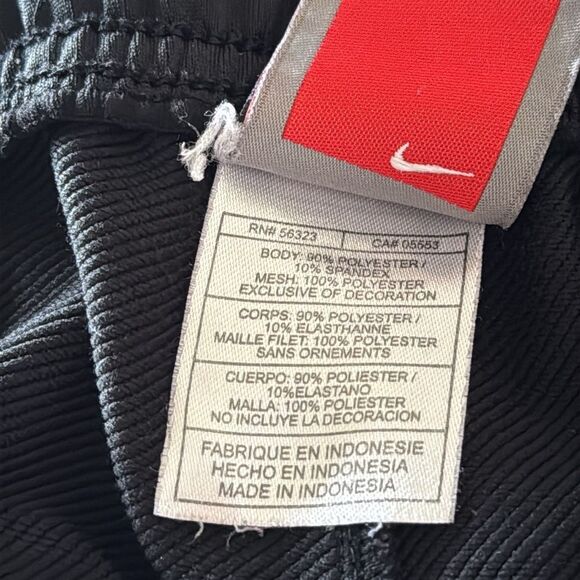 RN# 56323 CA# 05553
BODY: 90% POLYESTER /
10% SPANDEX
MESH: 100% POLYESTER
EXCLUSIVE OF DECORATION
CORPS: 90% POLYESTER /
10% ELASTHANNE
MAILLE FILET: 100% POLYESTER
SANS ORNEMENTS
CUERPO: 90% POLIESTER /
10%ELASTANO
MALLA: 100% POLIESTER
NO INCLUYE LA DECORACION
FABRIQUE EN INDONESIE
HECHO EN INDONESIA
MADE IN INDONESIA